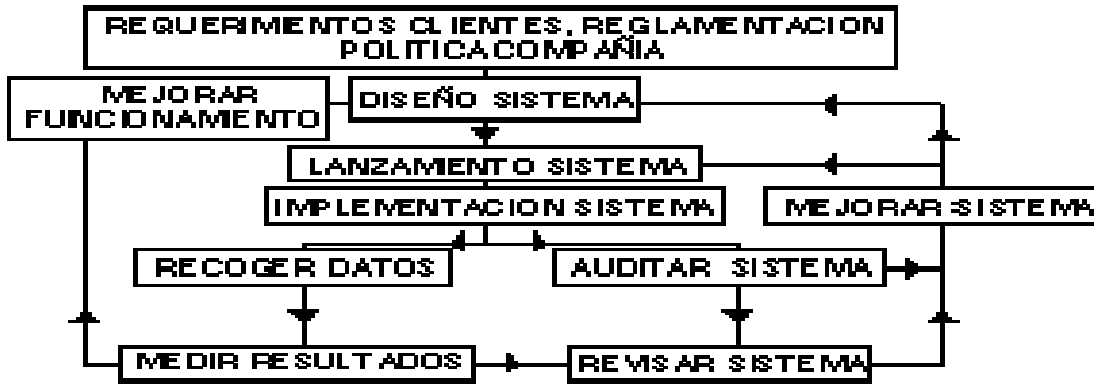 REQUERIMIENTOS CLIENTES, REGLAMENTACION
POLITICA COMPAÑIA
MEJORAR
FUNCIONAMIENTO
DISEÑO SISTEMA
LANZAMIENTO SISTEMA
IMPLEMENTACION SISTEMA
MEJORAR SISTEMA
RECOGER DATOS
AUDITAR SISTEMA
MEDIR RESULTADOS
REVISAR SISTEMA